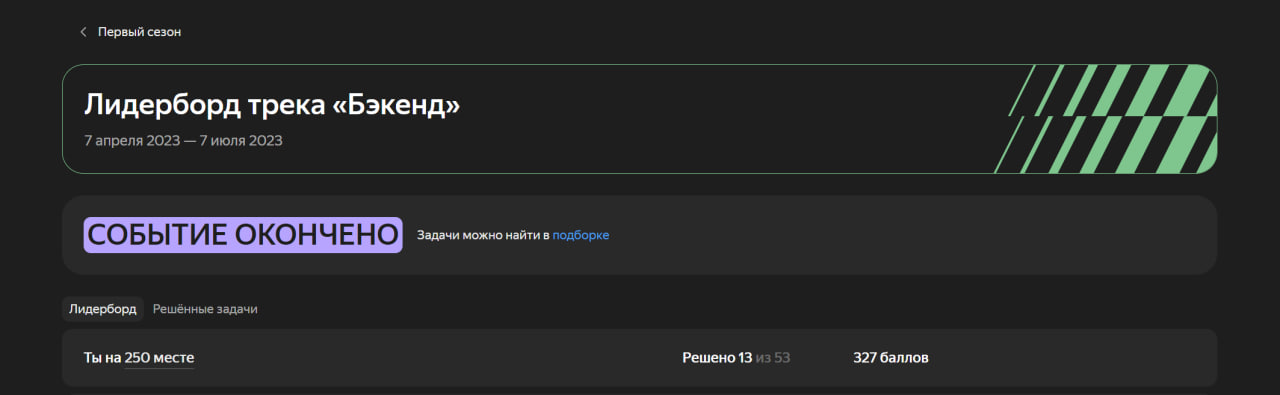 Первый сезон
Лидерборд трека «Бэкенд»
7 апреля 2023 — 7 июля 2023
СОБЫТИЕ ОКОНЧЕНО Задачи можно найти в подборке
Лидерборд Решённые задачи
Ты на 250 месте Решено 13 из 53 327 баллов